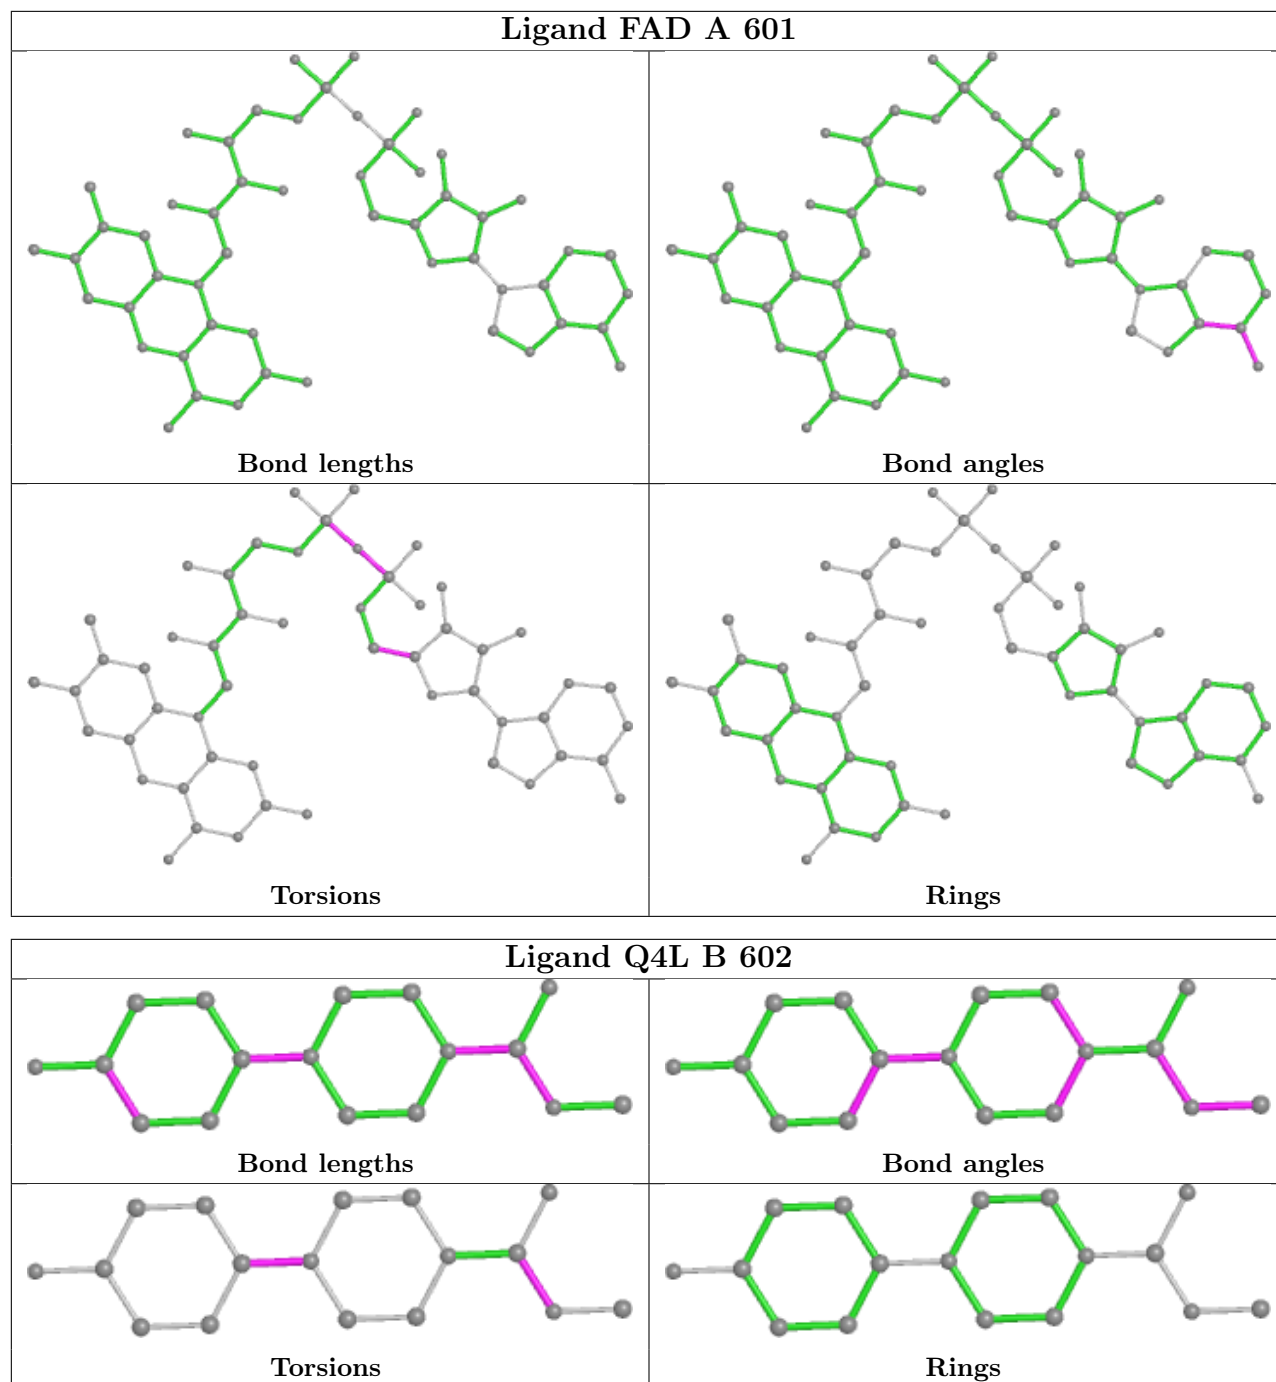 Ligand FAD A 601
Bond lengths
Bond angles
Torsions
Rings
Ligand Q4L B 602
Bond lengths
Bond angles
Torsions
Rings